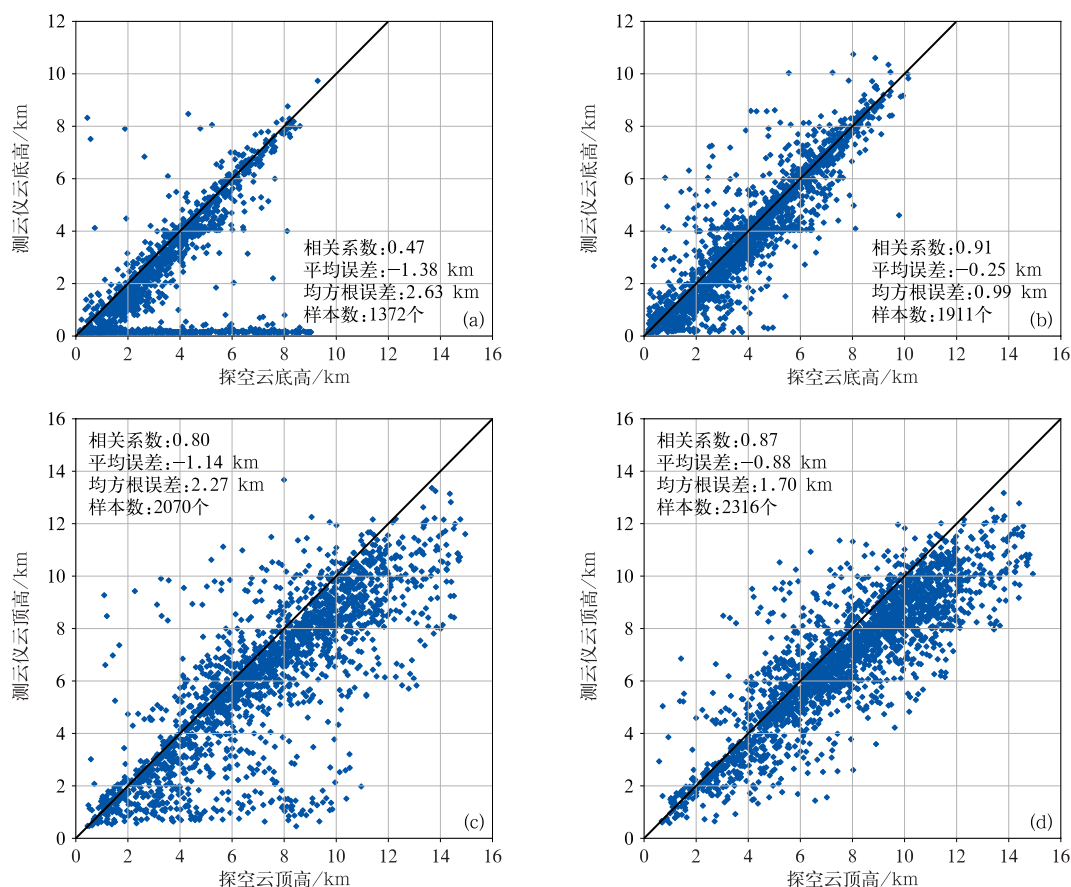 12
10
8
6
4
2
0
测云仪云底高/km
相关系数:0.47
平均误差:−1.38 km
均方根误差:2.63 km
样本数:1372个
(a)
0 2 4 6 8 10 12 14 16
探空云底高/km
12
10
8
6
4
2
0
测云仪云底高/km
相关系数:0.91
平均误差:−0.25 km
均方根误差:0.99 km
样本数:1911个
(b)
0 2 4 6 8 10 12 14 16
探空云底高/km
16
14
12
10
8
6
4
2
0
测云仪云顶高/km
相关系数:0.80
平均误差:−1.14 km
均方根误差:2.27 km
样本数:2070个
(c)
0 2 4 6 8 10 12 14 16
探空云顶高/km
16
14
12
10
8
6
4
2
0
测云仪云顶高/km
相关系数:0.87
平均误差:−0.88 km
均方根误差:1.70 km
样本数:2316个
(d)
0 2 4 6 8 10 12 14 16
探空云顶高/km